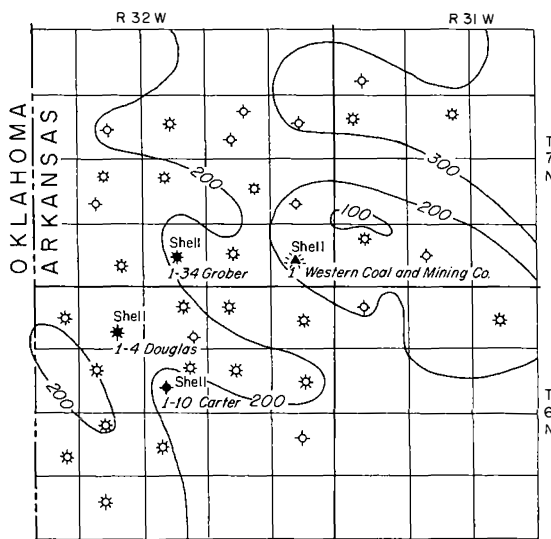 R 32 W
R 31 W
OKLAHOMA
ARKANSAS
T
7
N
300
200
200
100
Shell
1-34 Grober
Shell
1 Western Coal and Mining Co.
Shell
1-4 Douglas
200
Shell
1-10 Carter
200
T
6
N